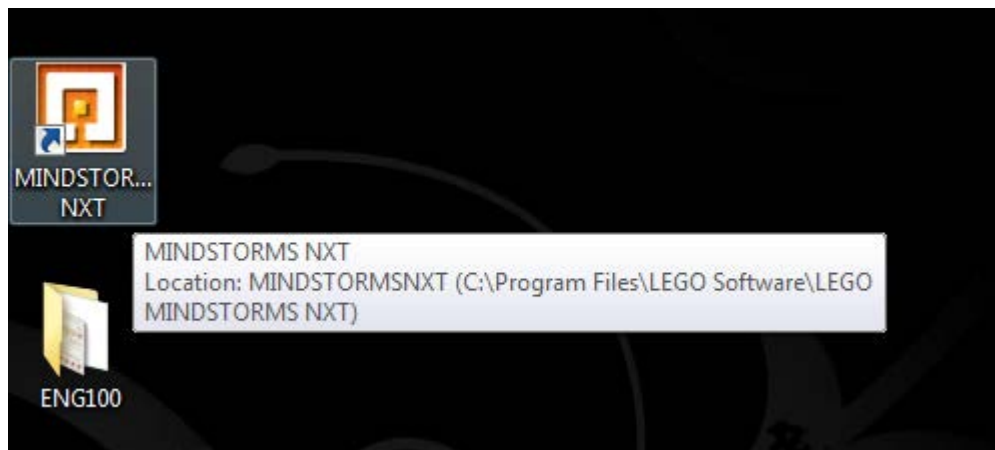 MINDSTOR...
NXT
MINDSTORMS NXT
Location: MINDSTORMSNXT (C:\Program Files\LEGO Software\LEGO
MINDSTORMS NXT)
ENG100